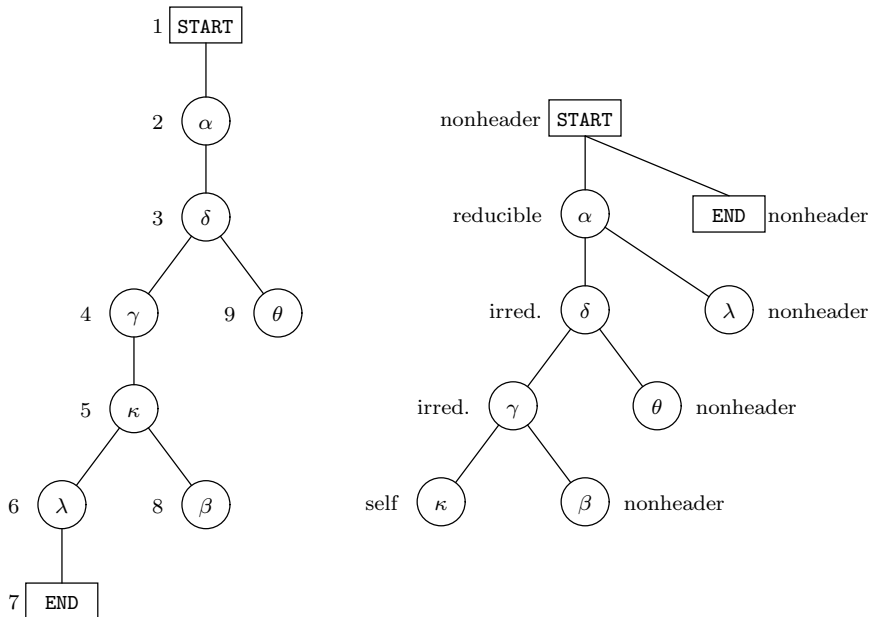 1 START
2 α
nonheader START
3 δ
reducible α END nonheader
4 γ 9 θ
irred. δ λ nonheader
5 κ
irred. γ θ nonheader
6 λ 8 β
self κ β nonheader
7 END